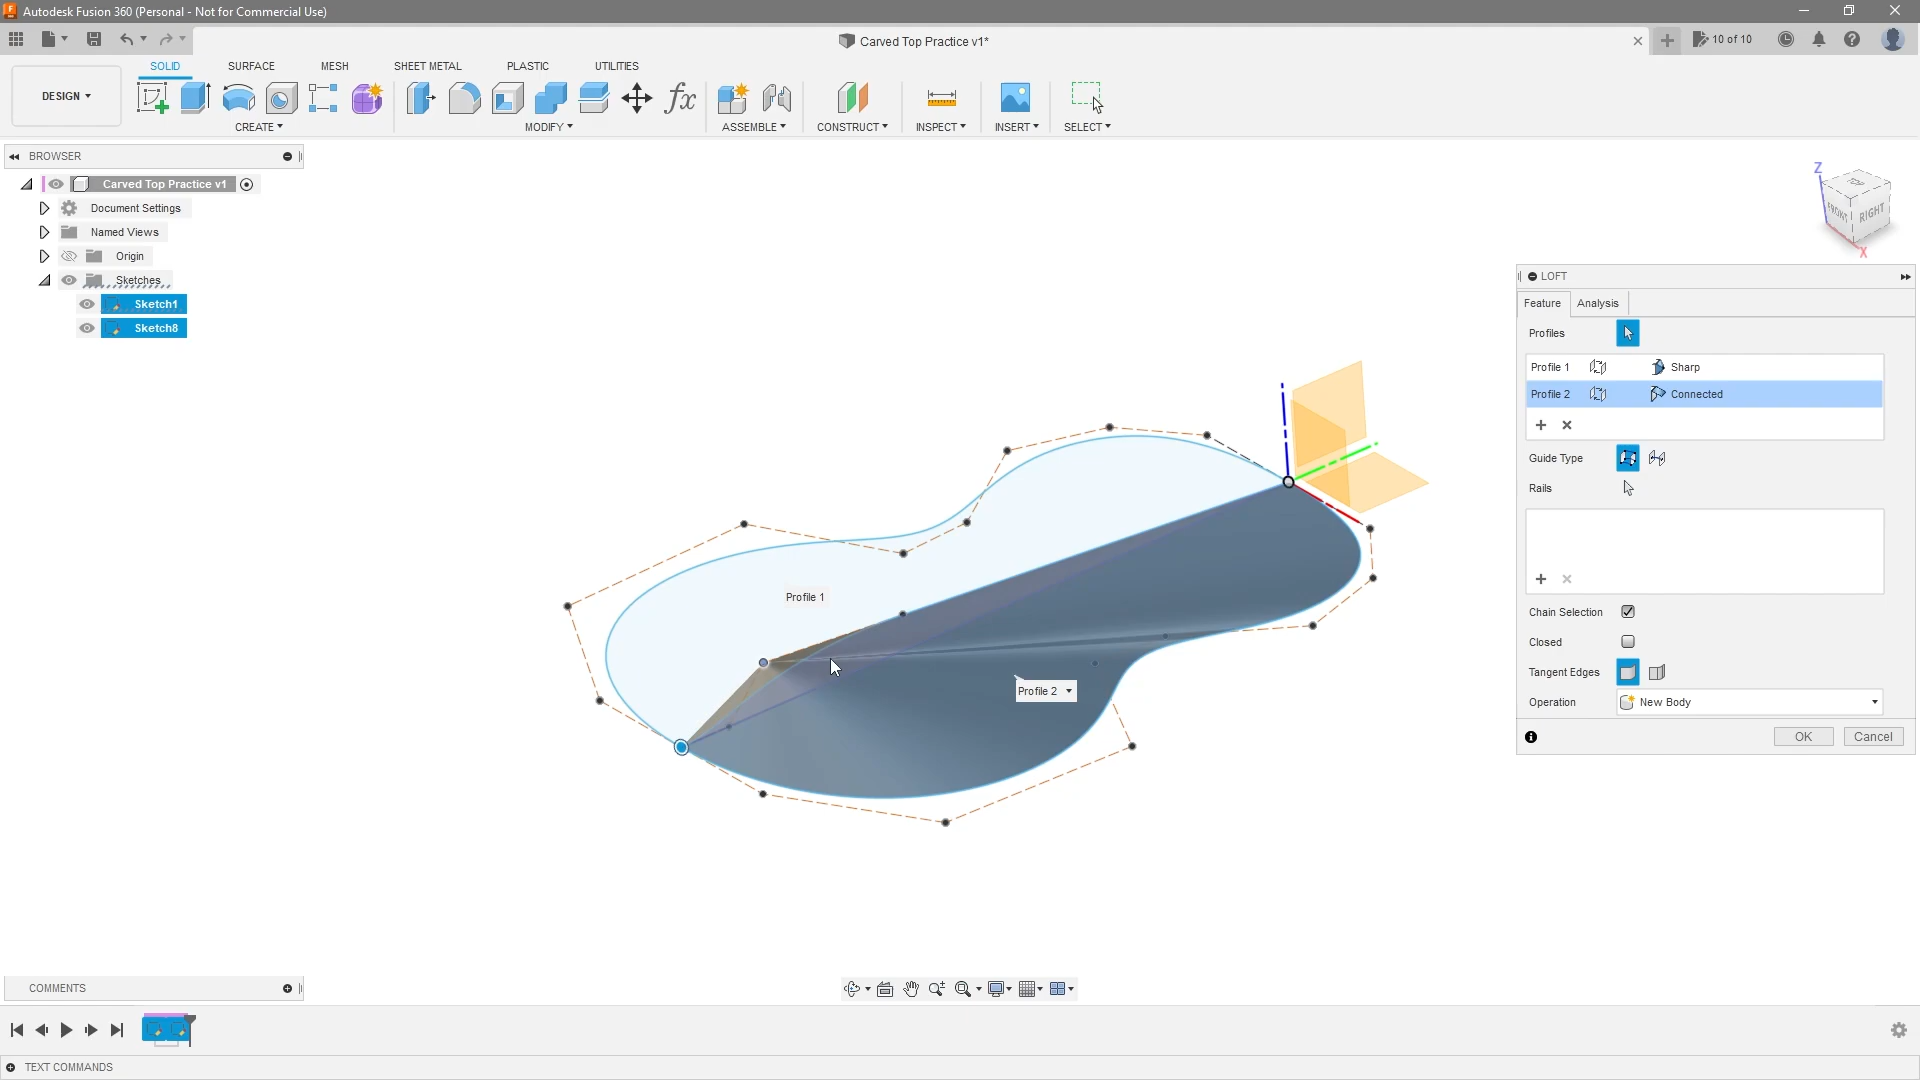 Autodesk Fusion 360 (Personal - Not for Commercial Use)
Carved Top Practice v1*
10 of 10
SOLID SURFACE MESH SHEET METAL PLASTIC UTILITIES
DESIGN
CREATE MODIFY ASSEMBLE CONSTRUCT INSPECT INSERT SELECT
BROWSER
Carved Top Practice v1
Document Settings
Named Views
Origin
Sketches
Sketch1
Sketch8
Z
TOP
FRONT RIGHT
X
LOFT
Feature Analysis
Profiles
Profile 1 Sharp
Profile 2 Connected
Guide Type
Rails
Chain Selection
Closed
Tangent Edges
Operation New Body
OK Cancel
Profile 1
Profile 2
COMMENTS
TEXT COMMANDS